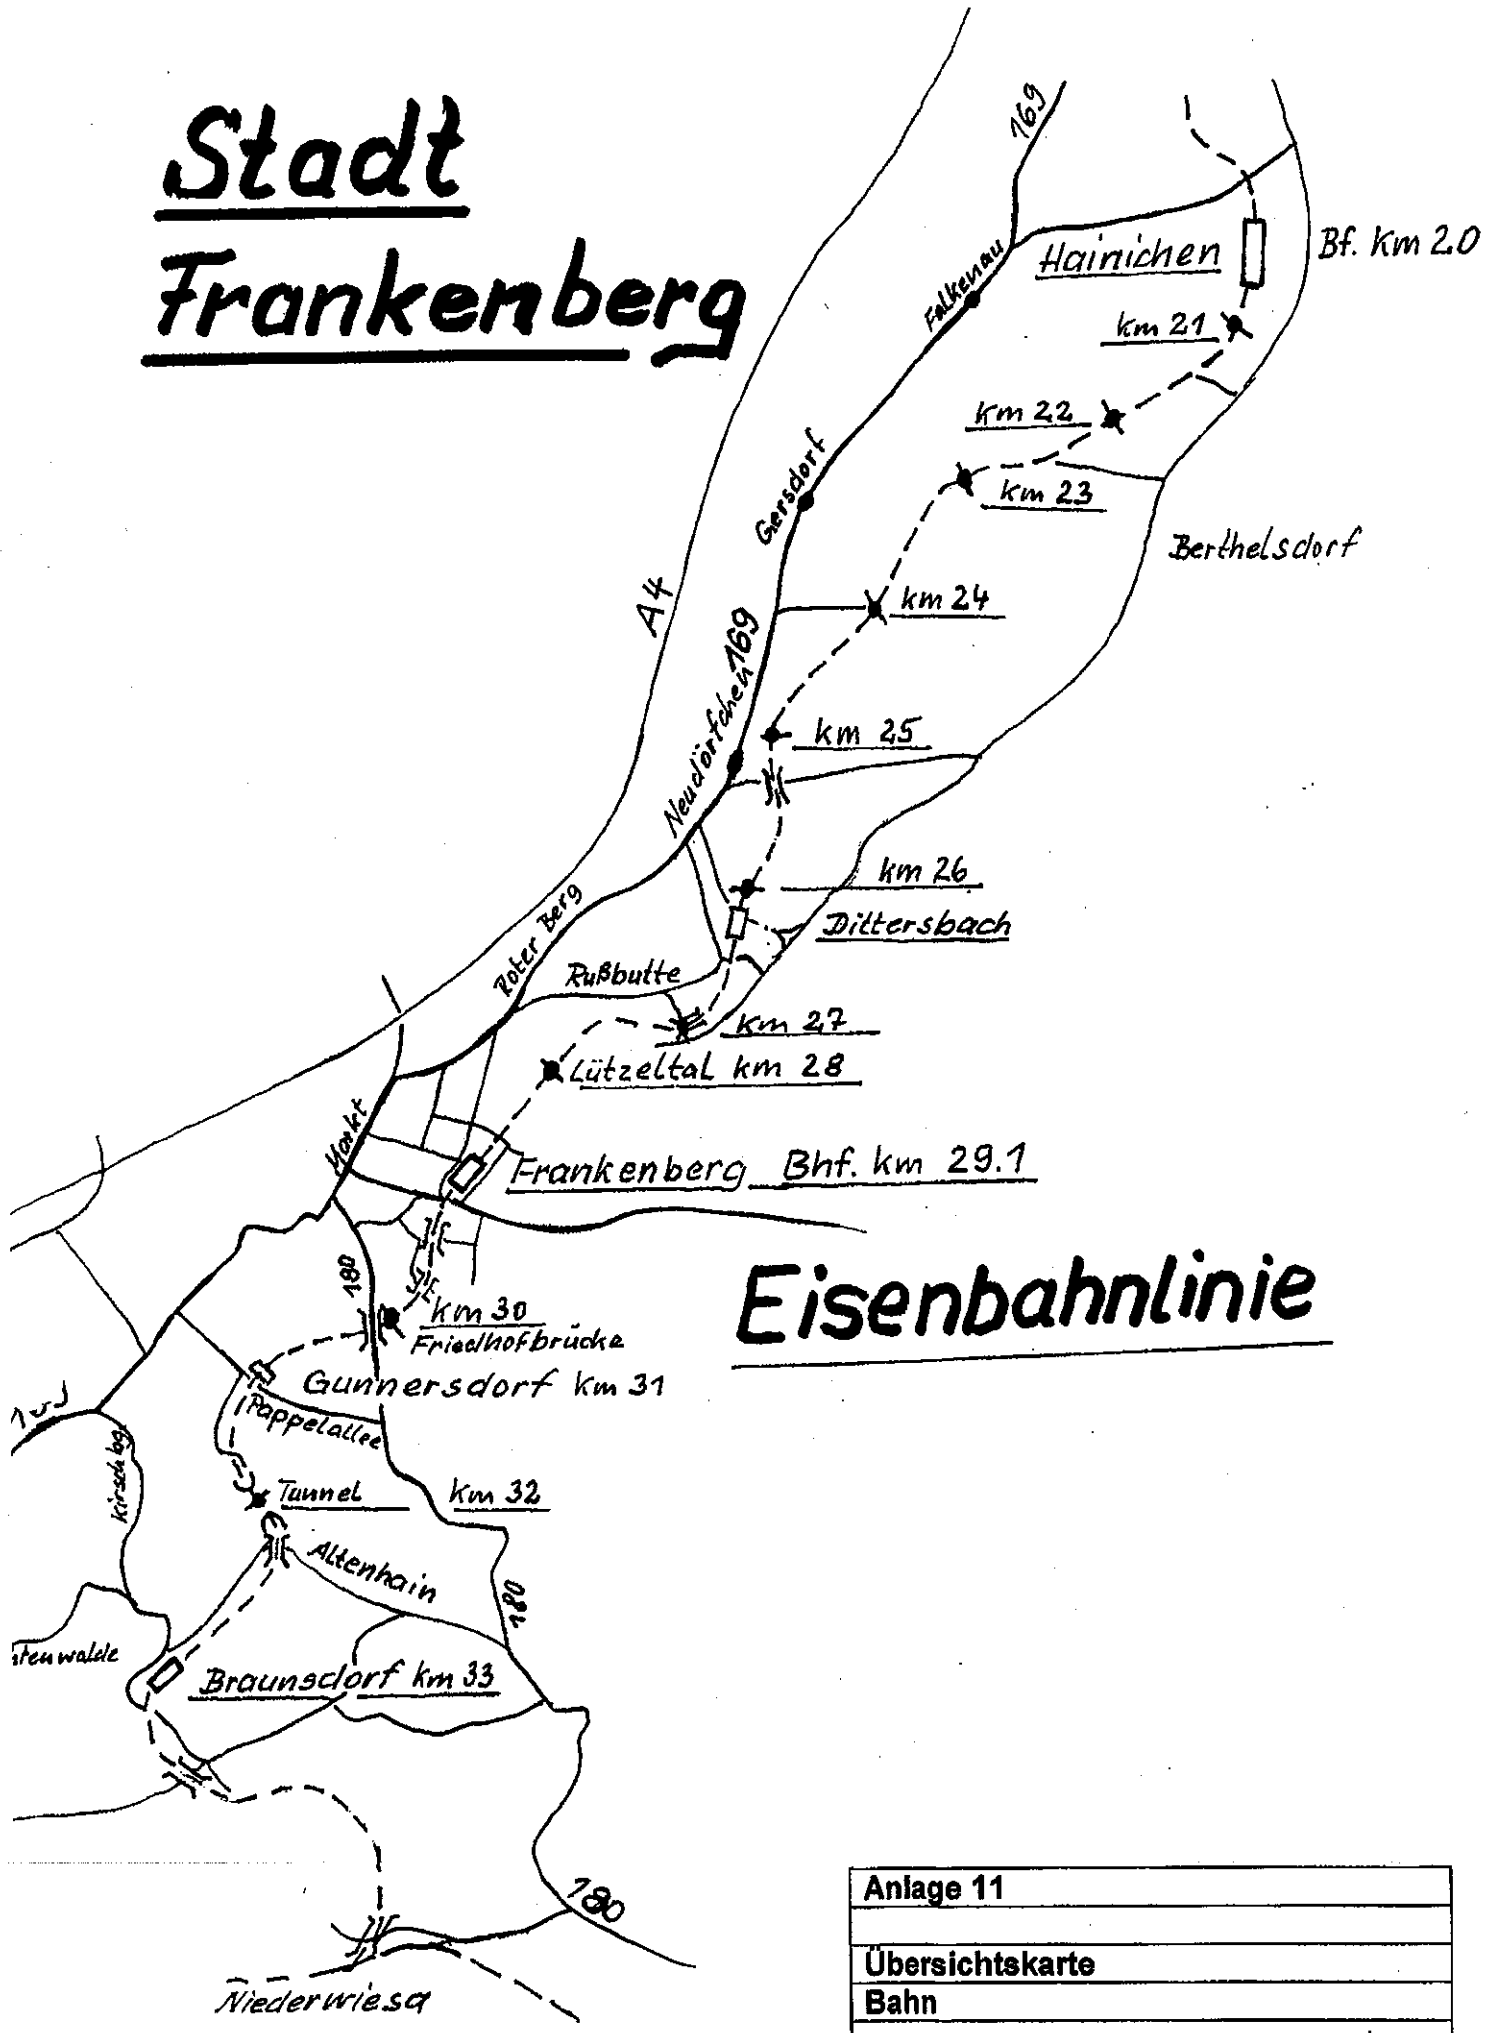 Stadt
Frankenberg
169
Hainichen
Bf. Km 20
Falkenau
km 21
km 22
km 23
Gersdorf
Berthelsdorf
A4
km 24
169
Neudörfchen
km 25
km 26
Dittersbach
Roter Berg
Rußbutte
km 27
Lützeltal km 28
Markt
Frankenberg Bhf. km 29.1
180
Eisenbahnlinie
km 30
Friedhofbrücke
Gunnersdorf km 31
Pappelallee
Kirschbg.
Tunnel
km 32
Altenhain
180
Braunsdorf km 33
180
Niederwiesa
Anlage 11
Übersichtskarte
Bahn